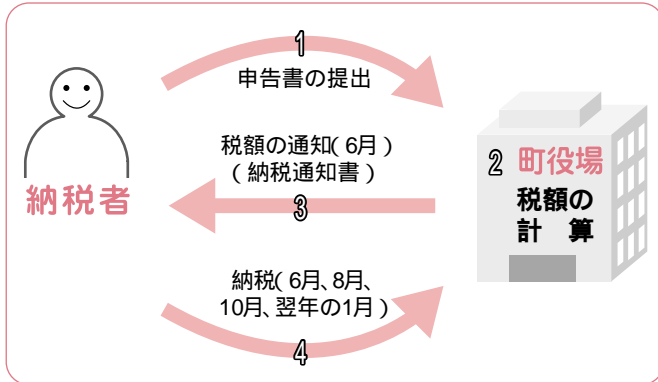 1
申告書の提出
納税者
2 町役場
税額の
計 算
税額の通知(6月)
(納税通知書)
3
納税(6月、8月、
10月、翌年の1月)
4